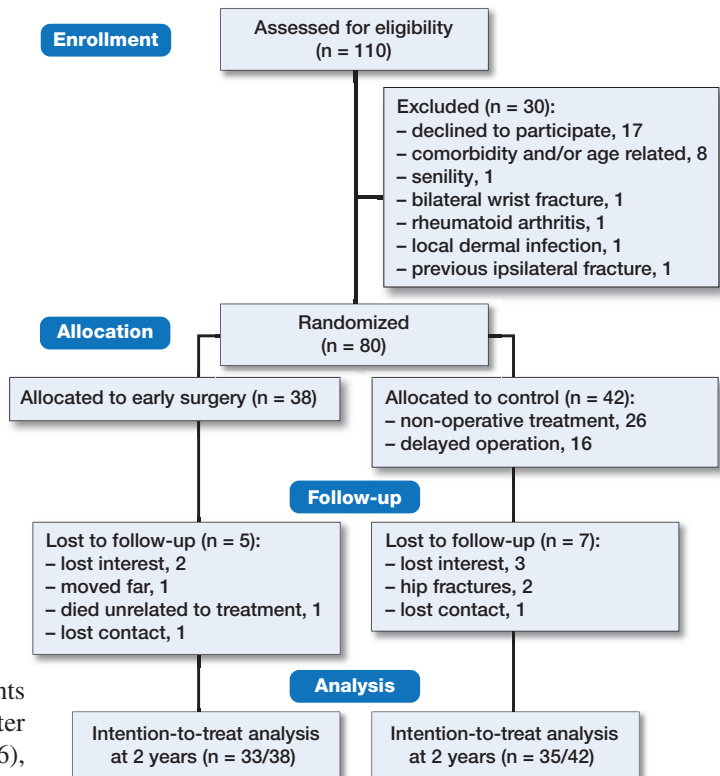 Enrollment
Assessed for eligibility
(n = 110)
Excluded (n = 30):
– declined to participate, 17
– comorbidity and/or age related, 8
– senility, 1
– bilateral wrist fracture, 1
– rheumatoid arthritis, 1
– local dermal infection, 1
– previous ipsilateral fracture, 1
Allocation
Randomized
(n = 80)
Allocated to early surgery (n = 38)
Allocated to control (n = 42):
– non-operative treatment, 26
– delayed operation, 16
Follow-up
Lost to follow-up (n = 5):
– lost interest, 2
– moved far, 1
– died unrelated to treatment, 1
– lost contact, 1
Lost to follow-up (n = 7):
– lost interest, 3
– hip fractures, 2
– lost contact, 1
Analysis
Intention-to-treat analysis
at 2 years (n = 33/38)
Intention-to-treat analysis
at 2 years (n = 35/42)
nts
ter
6),